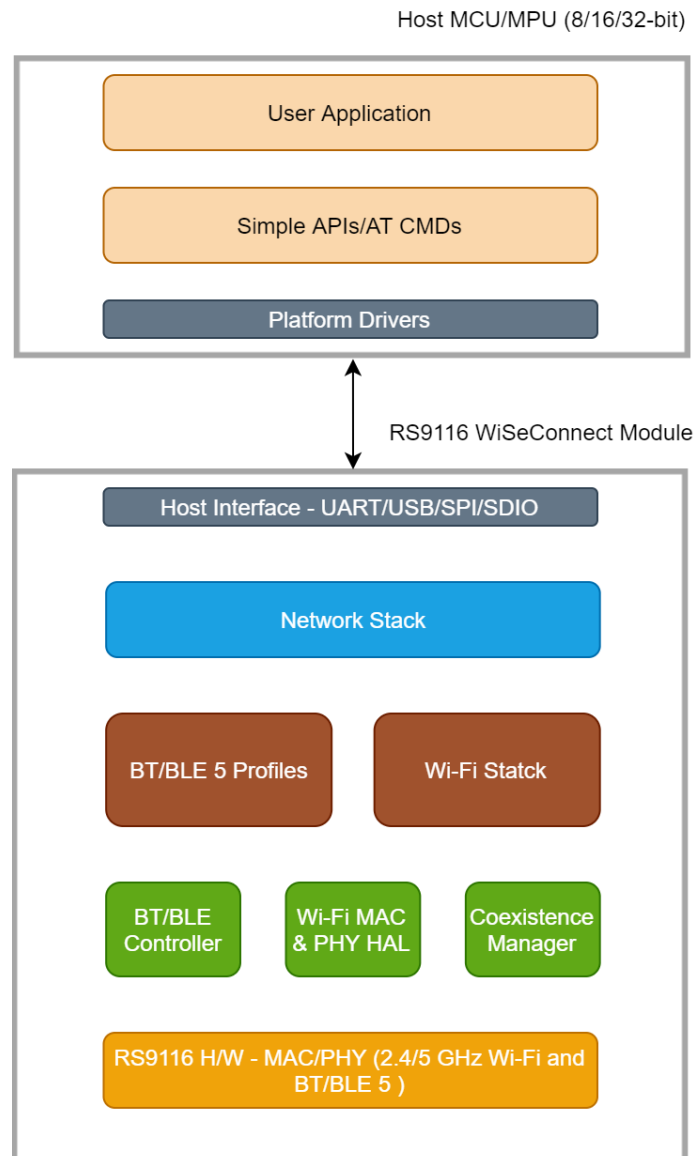 Host MCU/MPU (8/16/32-bit)
User Application
Simple APIs/AT CMDs
Platform Drivers
RS9116 WiSeConnect Module
Host Interface - UART/USB/SPI/SDIO
Network Stack
BT/BLE 5 Profiles
Wi-Fi Statck
BT/BLE
Controller
Wi-Fi MAC
& PHY HAL
Coexistence
Manager
RS9116 H/W - MAC/PHY (2.4/5 GHz Wi-Fi and
BT/BLE 5 )